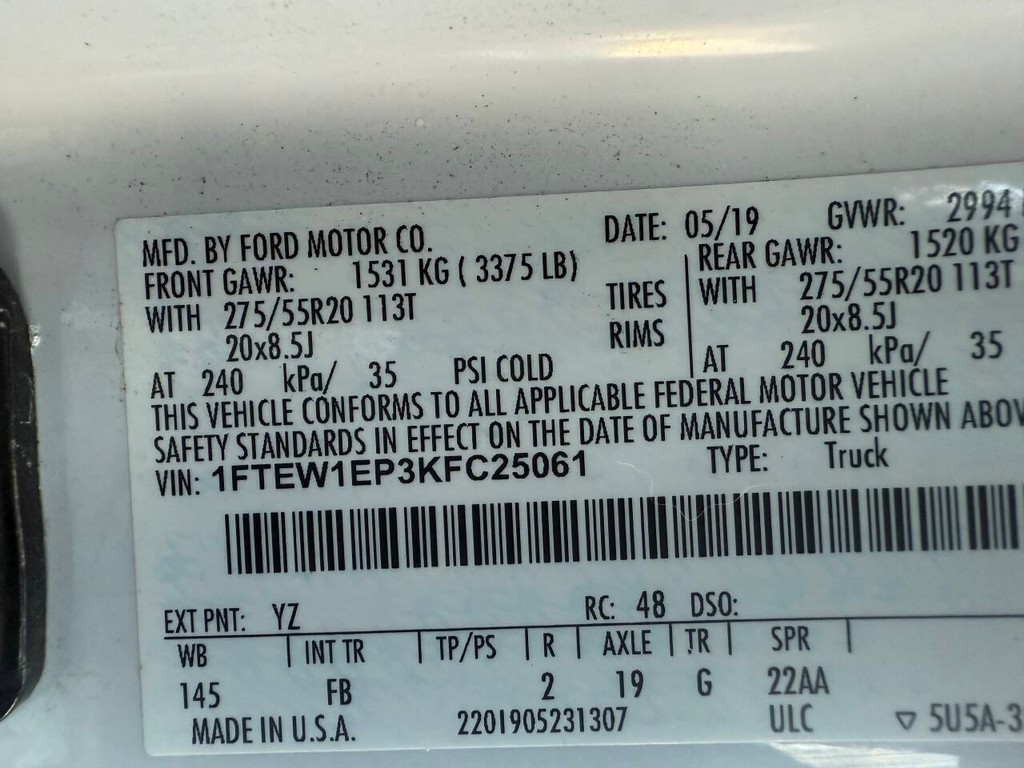 MFD. BY FORD MOTOR CO. DATE: 05/19 GVWR: 2994
FRONT GAWR: 1531 KG ( 3375 LB) REAR GAWR: 1520 KG
WITH 275/55R20 113T TIRES WITH 275/55R20 113T
20x8.5J RIMS 20x8.5J
AT 240 kPa/ 35 PSI COLD AT 240 kPa/ 35
THIS VEHICLE CONFORMS TO ALL APPLICABLE FEDERAL MOTOR VEHICLE
SAFETY STANDARDS IN EFFECT ON THE DATE OF MANUFACTURE SHOWN ABOV
VIN: 1FTEW1EP3KFC25061 TYPE: Truck
EXT PNT: YZ RC: 48 DSO:
WB INT TR TP/PS R AXLE TR SPR
145 FB 2 19 G 22AA
MADE IN U.S.A. 2201905231307 ULC ▽ 5U5A-3